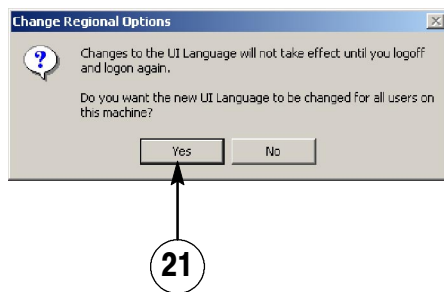 Change Regional Options
Changes to the UI Language will not take effect until you logoff
and logon again.
Do you want the new UI Language to be changed for all users on
this machine?
Yes No
21